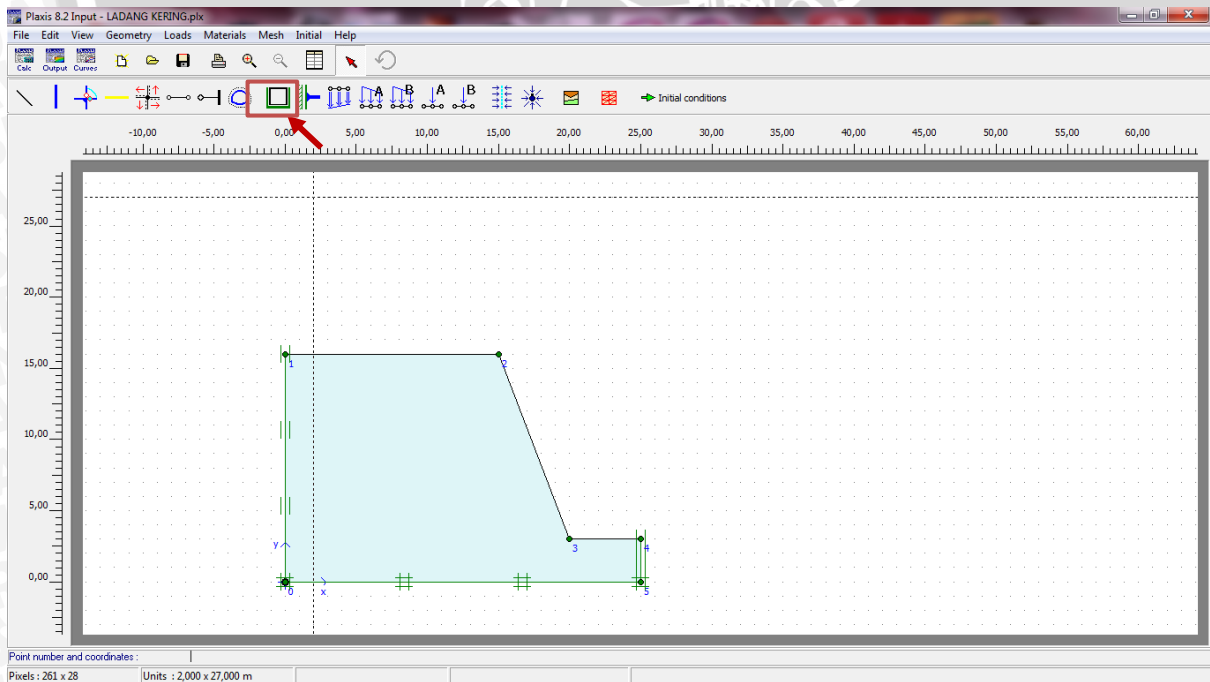 Plaxis 8.2 Input - LADANG KERING.plx
File Edit View Geometry Loads Materials Mesh Initial Help
Calc Output Curves
A B A B Initial conditions
-10,00 -5,00 0,00 5,00 10,00 15,00 20,00 25,00 30,00 35,00 40,00 45,00 50,00 55,00 60,00
25,00
20,00
15,00
1 2
10,00
5,00
y 3 4
0,00
0 x 5
Point number and coordinates :
Pixels : 261 x 28 Units : 2,000 x 27,000 m